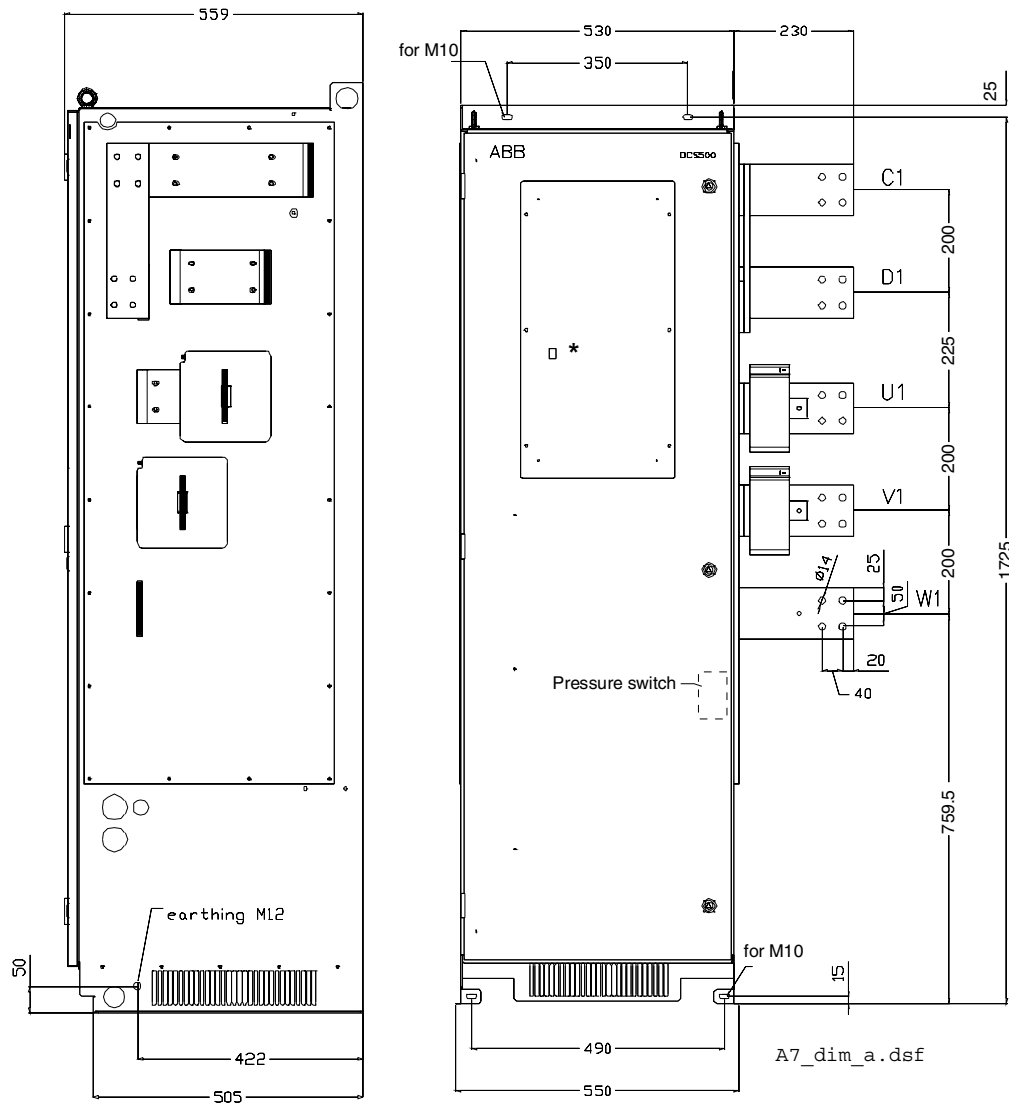 559
530
230
for M10
350
25
ABB
DCS500
C1
200
D1
225
*
U1
200
V1
200
1725
Ø14
25
50
W1
20
40
Pressure switch
759.5
earthing M12
50
for M10
15
422
490
A7_dim_a.dsf
505
550